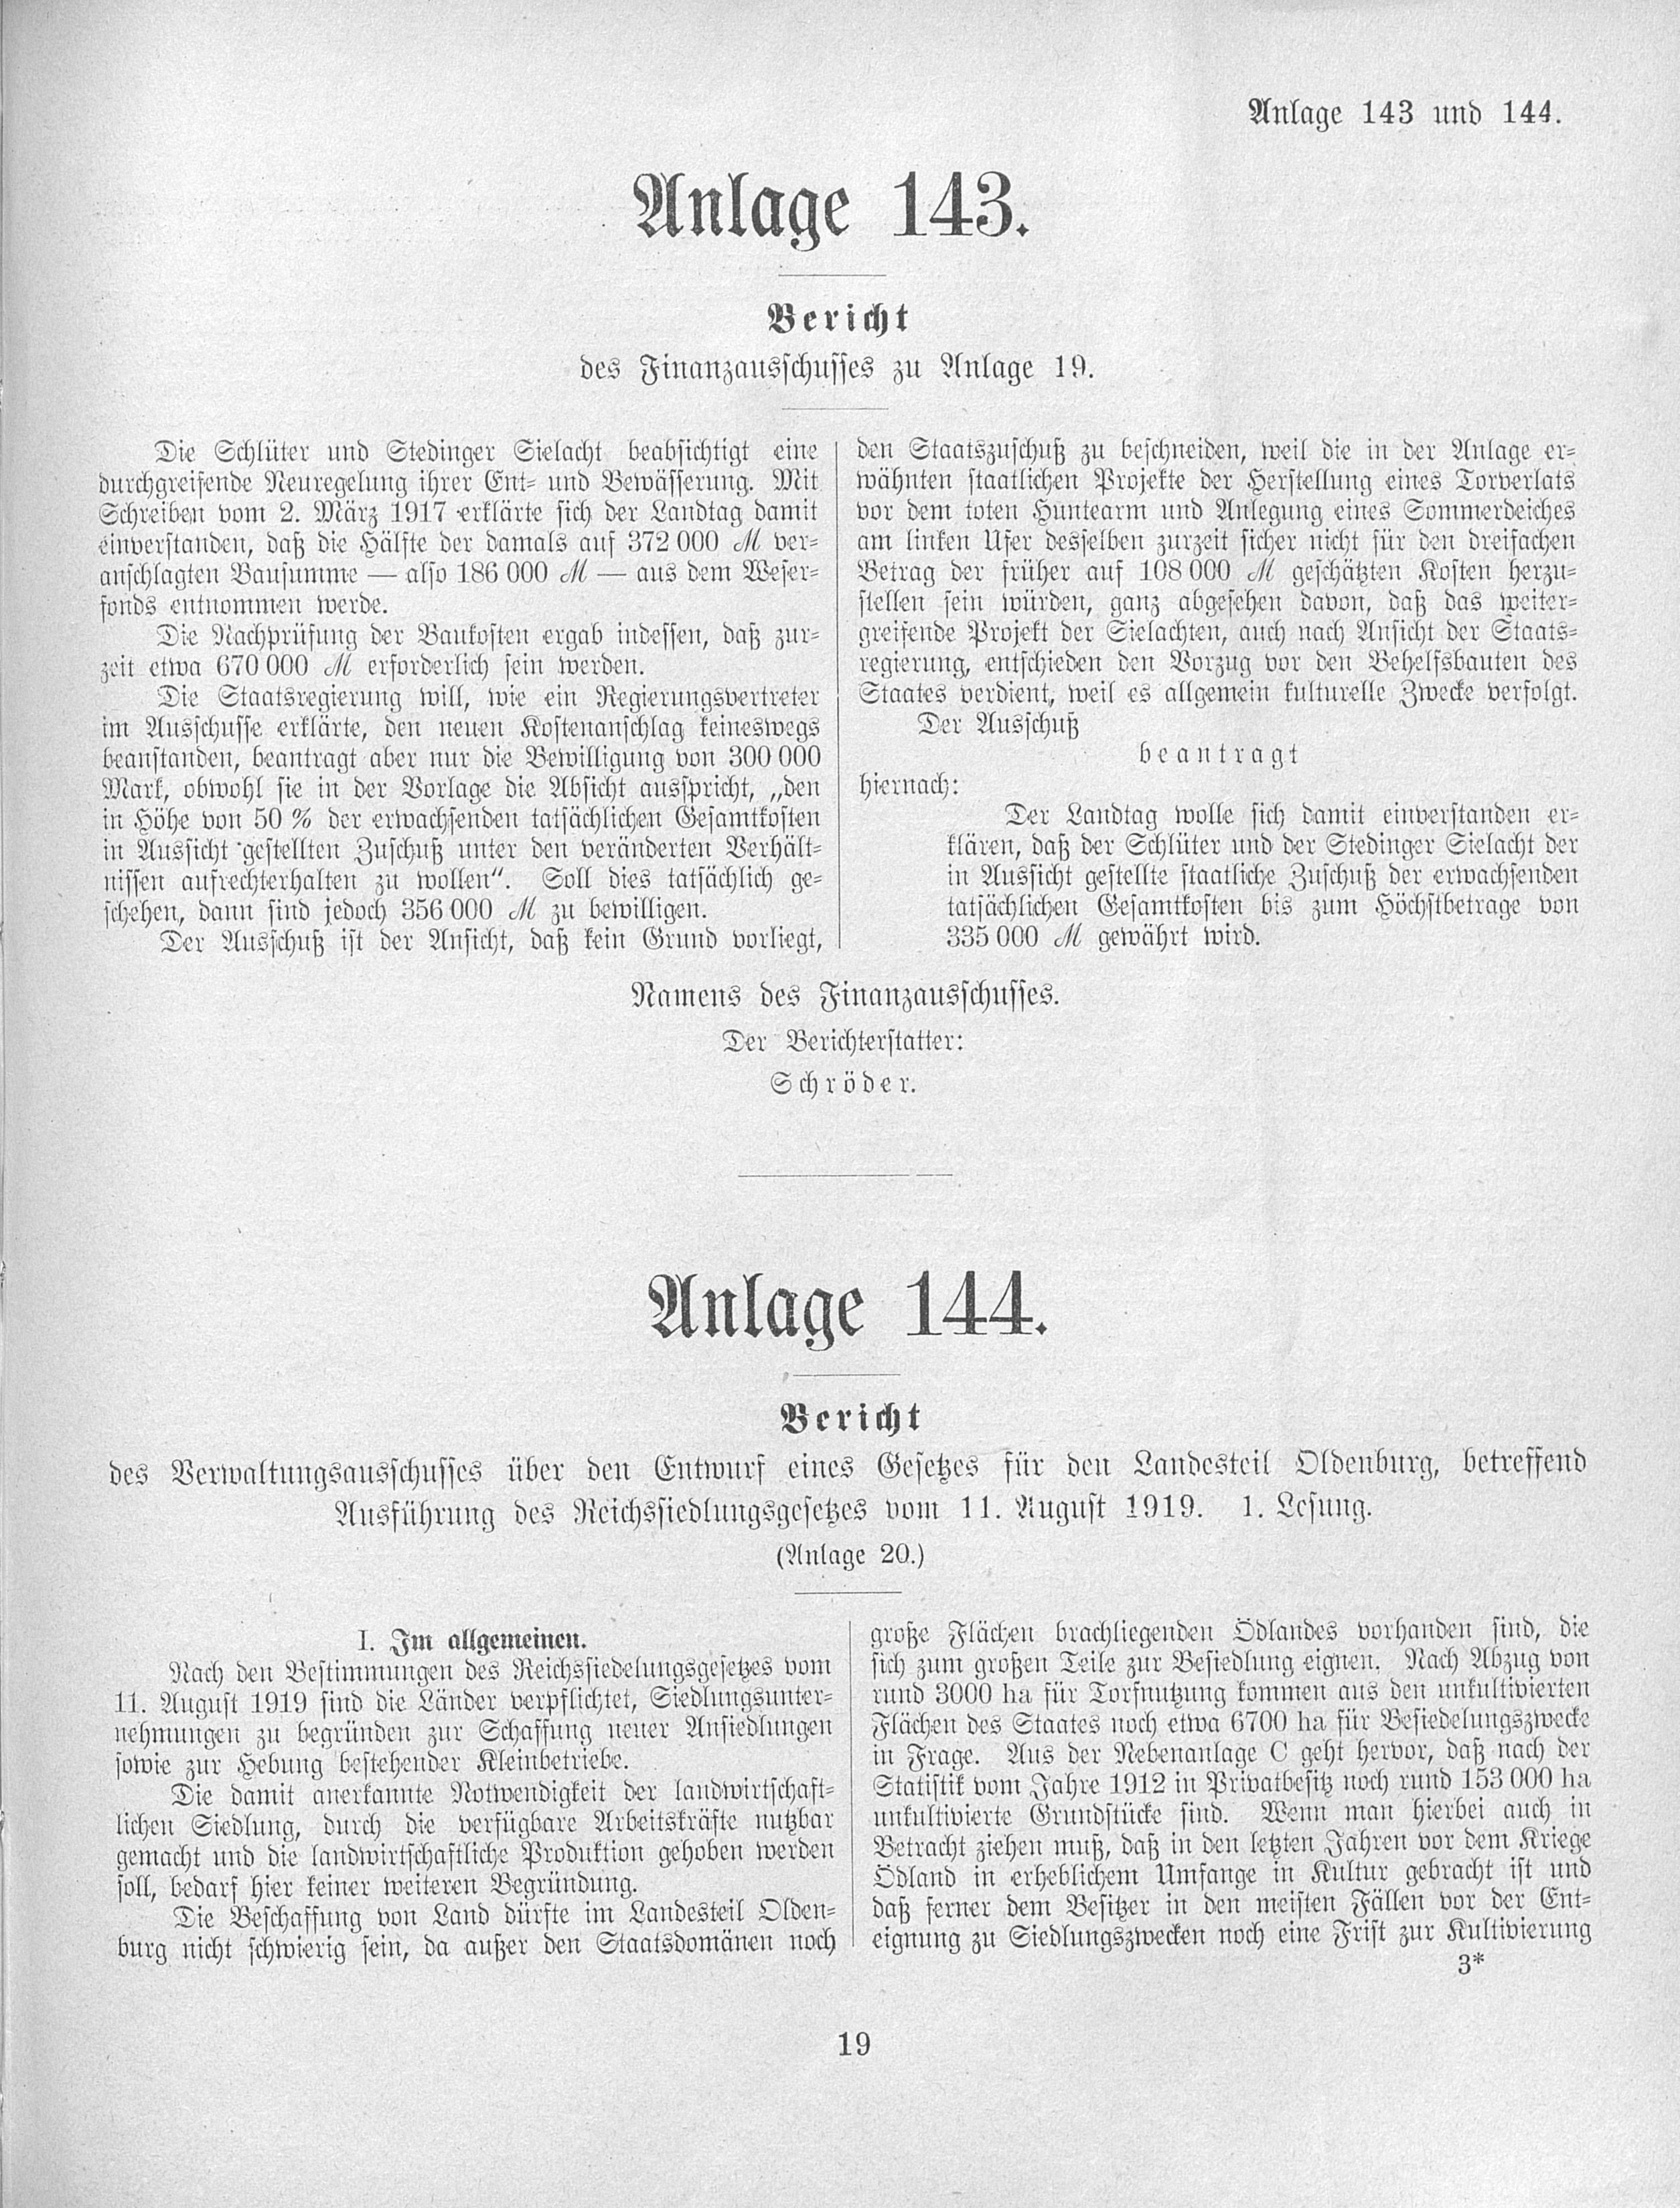 Anlage 143 und 144.
Anlage 143.
Bericht
des Finanzausschusses zu Anlage 19.
Die Schlüter und Stedinger Sielacht beabsichtigt eine
durchgreifende Neuregelung ihrer Ent- und Bewässerung. Mit
Schreiben vom 2. März 1917 erklärte sich der Landtag damit
einverstanden, daß die Hälfte der damals auf 372 000 ℳ ver-
anschlagten Bausumme — also 186 000 ℳ — aus dem Weser-
fonds entnommen werde.
Die Nachprüfung der Baukosten ergab indessen, daß zur-
zeit etwa 670 000 ℳ erforderlich sein werden.
Die Staatsregierung will, wie ein Regierungsvertreter
im Ausschusse erklärte, den neuen Kostenanschlag keineswegs
beanstanden, beantragt aber nur die Bewilligung von 300 000
Mark, obwohl sie in der Vorlage die Absicht ausspricht, „den
in Höhe von 50 % der erwachsenden tatsächlichen Gesamtkosten
in Aussicht gestellten Zuschuß unter den veränderten Verhält-
nissen aufrechterhalten zu wollen“. Soll dies tatsächlich ge-
schehen, dann sind jedoch 356 000 ℳ zu bewilligen.
Der Ausschuß ist der Ansicht, daß kein Grund vorliegt,
den Staatszuschuß zu beschneiden, weil die in der Anlage er-
wähnten staatlichen Projekte der Herstellung eines Torverlats
vor dem toten Huntearm und Anlegung eines Sommerdeiches
am linken Ufer desselben zurzeit sicher nicht für den dreifachen
Betrag der früher auf 108 000 ℳ geschätzten Kosten herzu-
stellen sein würden, ganz abgesehen davon, daß das weiter-
greifende Projekt der Sielachten, auch nach Ansicht der Staats-
regierung, entschieden den Vorzug vor den Behelfsbauten des
Staates verdient, weil es allgemein kulturelle Zwecke verfolgt.
Der Ausschuß
beantragt
hiernach:
Der Landtag wolle sich damit einverstanden er-
klären, daß der Schlüter und der Stedinger Sielacht der
in Aussicht gestellte staatliche Zuschuß der erwachsenden
tatsächlichen Gesamtkosten bis zum Höchstbetrage von
335 000 ℳ gewährt wird.
Namens des Finanzausschusses.
Der Berichterstatter:
Schröder.
Anlage 144.
Bericht
des Verwaltungsausschusses über den Entwurf eines Gesetzes für den Landesteil Oldenburg, betreffend
Ausführung des Reichssiedlungsgesetzes vom 11. August 1919. 1. Lesung.
(Anlage 20.)
I. Im allgemeinen.
Nach den Bestimmungen des Reichssiedelungsgesetzes vom
11. August 1919 sind die Länder verpflichtet, Siedlungsunter-
nehmungen zu begründen zur Schaffung neuer Ansiedlungen
sowie zur Hebung bestehender Kleinbetriebe.
Die damit anerkannte Notwendigkeit der landwirtschaft-
lichen Siedlung, durch die verfügbare Arbeitskräfte nutzbar
gemacht und die landwirtschaftliche Produktion gehoben werden
soll, bedarf hier keiner weiteren Begründung.
Die Beschaffung von Land dürfte im Landesteil Olden-
burg nicht schwierig sein, da außer den Staatsdomänen noch
große Flächen brachliegenden Ödlandes vorhanden sind, die
sich zum großen Teile zur Besiedlung eignen. Nach Abzug von
rund 3000 ha für Torfnutzung kommen aus den unkultivierten
Flächen des Staates noch etwa 6700 ha für Besiedelungszwecke
in Frage. Aus der Nebenanlage C geht hervor, daß nach der
Statistik vom Jahre 1912 in Privatbesitz noch rund 153 000 ha
unkultivierte Grundstücke sind. Wenn man hierbei auch in
Betracht ziehen muß, daß in den letzten Jahren vor dem Kriege
Ödland in erheblichem Umfange in Kultur gebracht ist und
daß ferner dem Besitzer in den meisten Fällen vor der Ent-
eignung zu Siedlungszwecken noch eine Frist zur Kultivierung
3*
19